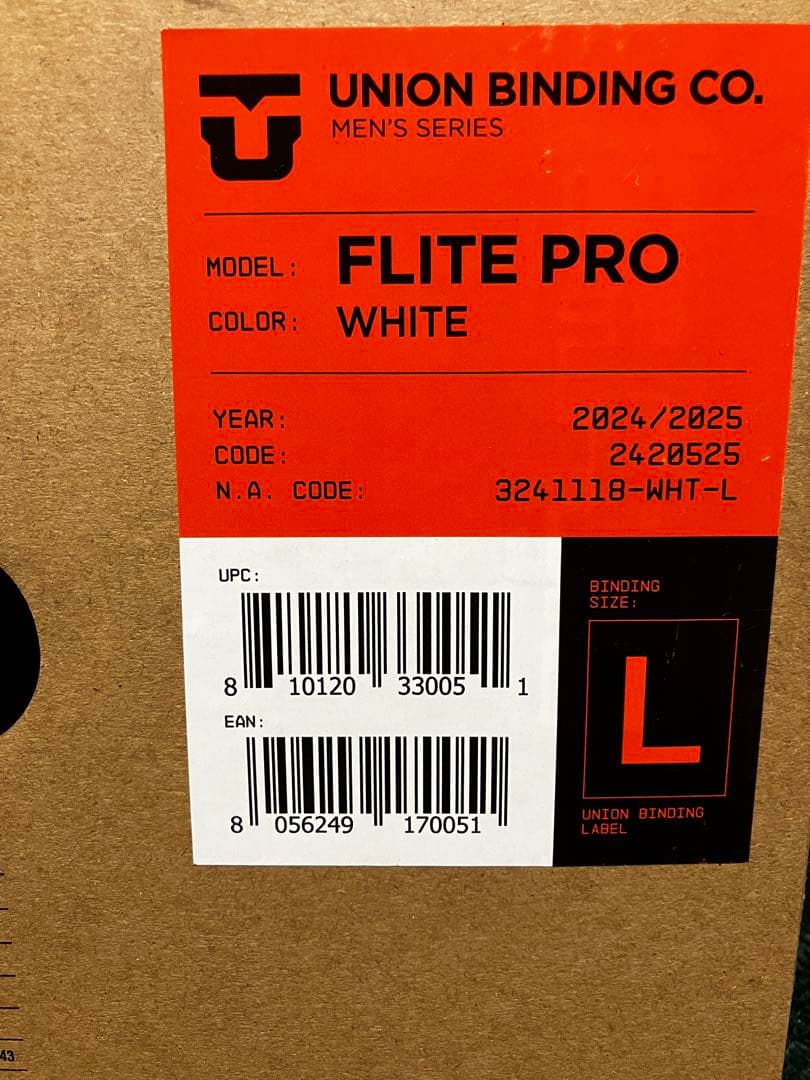 UNION BINDING CO.
MEN'S SERIES
MODEL: FLITE PRO
COLOR: WHITE
YEAR: 2024/2025
CODE: 2420525
N.A. CODE: 3241118-WHT-L
UPC:
8 10120 33005 1
EAN:
8 056249 170051
BINDING
SIZE:
L
UNION BINDING
LABEL
43